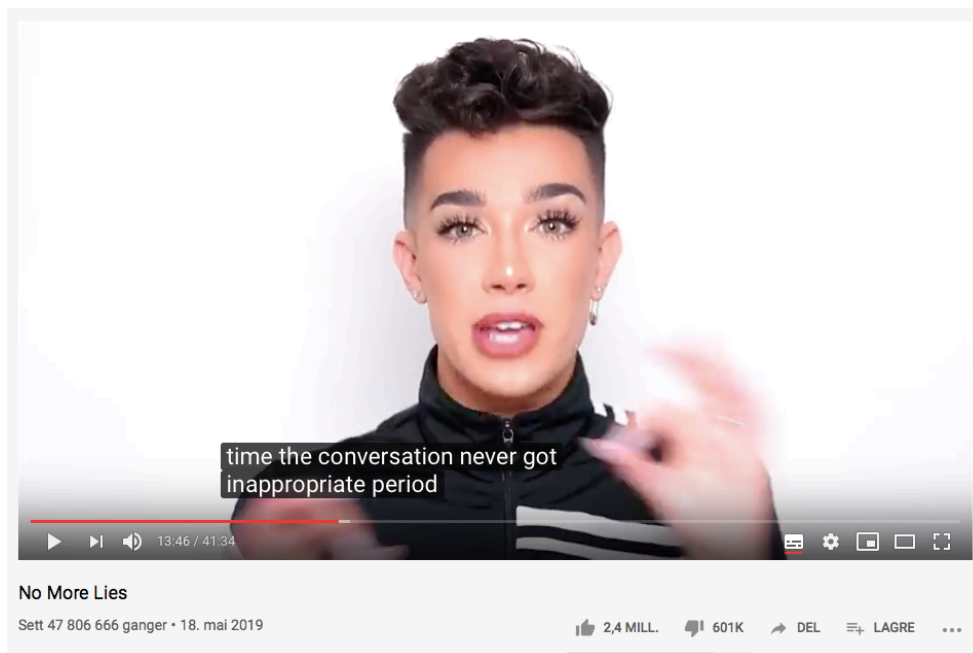 time the conversation never got
inappropriate period
13:46 / 41:34
No More Lies
Sett 47 806 666 ganger • 18. mai 2019
2,4 MILL. 601K DEL LAGRE